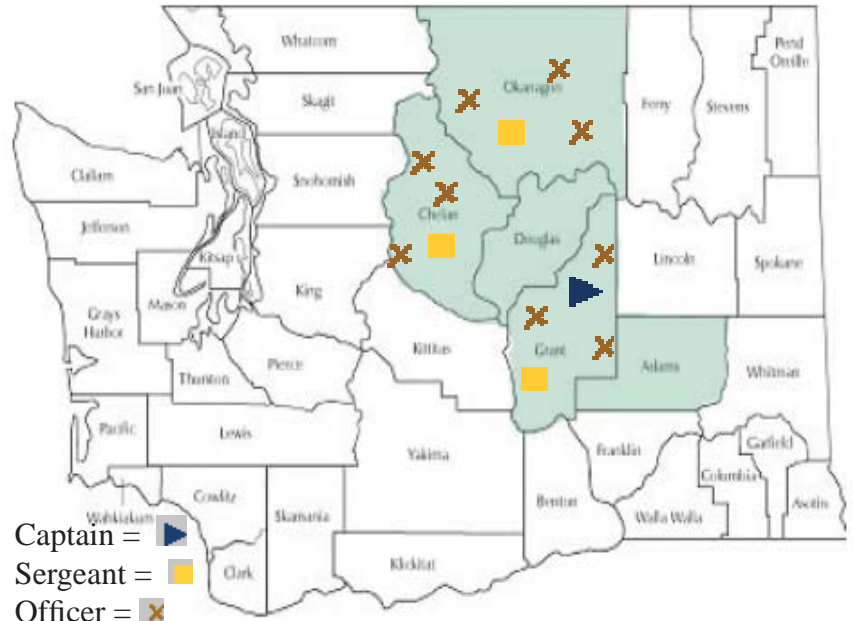 Whatcom
Pend
Oreille
San Juan
Skagit
Okanogan
Ferry
Stevens
Island
Clallam
Snohomish
Chelan
Jefferson
Douglas
Kitsap
Lincoln
Spokane
King
Mason
Grays
Harbor
Kittitas
Grant
Adams
Pierce
Thurston
Whitman
Pacific
Lewis
Yakima
Franklin
Garfield
Columbia
Cowlitz
Wahkiakum
Skamania
Benton
Walla Walla
Asotin
Captain =
Clark
Klickitat
Sergeant =
Officer =